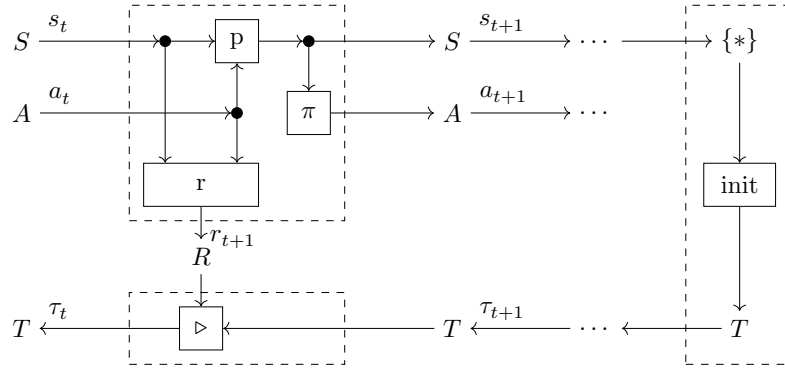 S s_t p S s_{t+1} ⋯ {*}
A a_t π A a_{t+1} ⋯
r init
r_{t+1}
R
T τ_t ▷ T τ_{t+1} ⋯ T